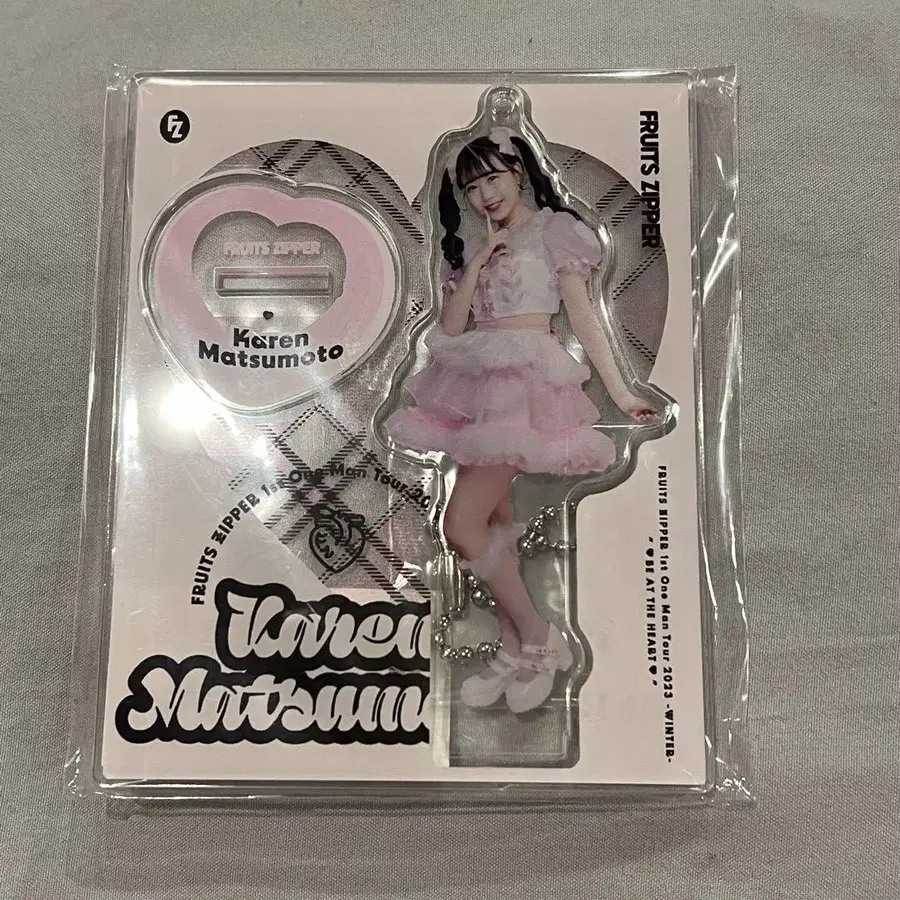 FZ
FRUITS ZIPPER
FRUITS ZIPPER
Karen
Matsumoto
FRUITS ZIPPER 1st One Man Tour 20
Karen
Matsum
FRUITS ZIPPER 1st One Man Tour 2023 -WINTER-
"♥BE AT THE HEART♥"